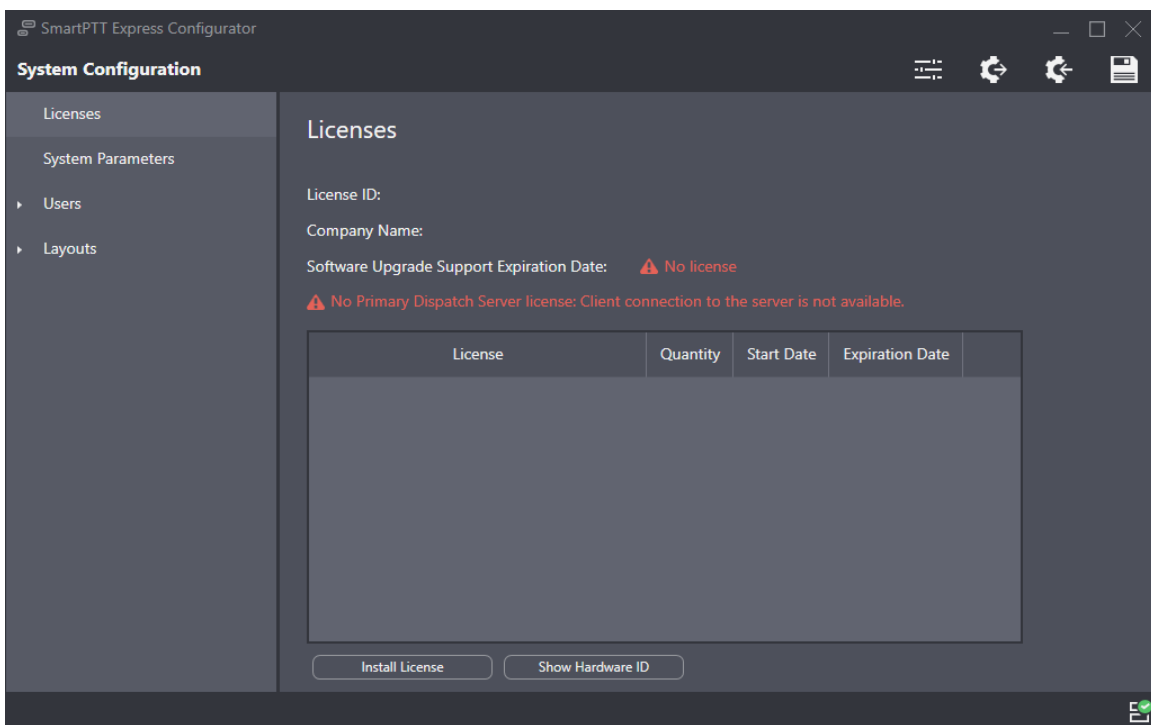 SmartPTT Express Configurator
System Configuration
Licenses
System Parameters
Users
Layouts
Licenses
License ID:
Company Name:
Software Upgrade Support Expiration Date: No license
No Primary Dispatch Server license: Client connection to the server is not available.
License Quantity Start Date Expiration Date
Install License Show Hardware ID